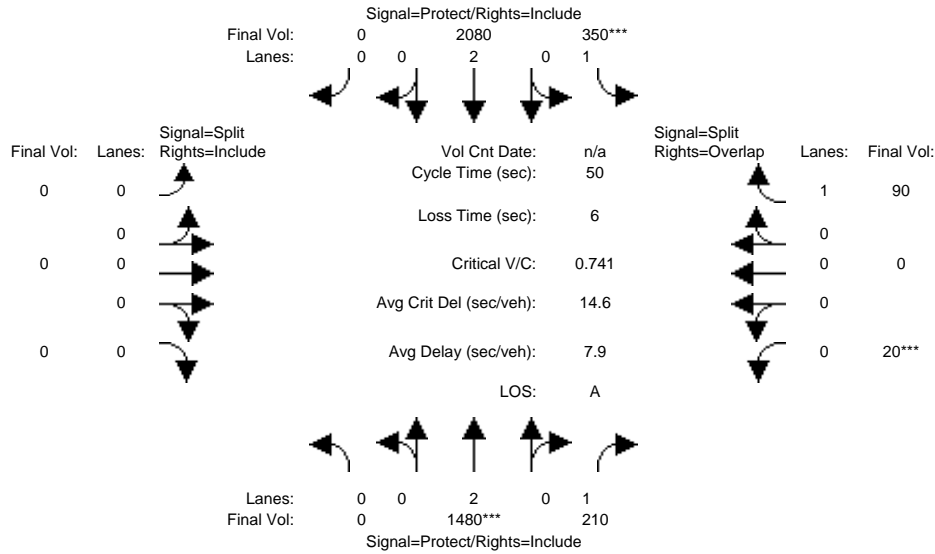 Signal=Protect/Rights=Include
Final Vol: 0 2080 350***
Lanes: 0 0 2 0 1
Signal=Split
Final Vol: Lanes: Rights=Include
Vol Cnt Date: n/a
Signal=Split
Rights=Overlap Lanes: Final Vol:
Cycle Time (sec): 50
0 0
1 90
Loss Time (sec): 6
0
0
0 0
Critical V/C: 0.741
0 0
0
Avg Crit Del (sec/veh): 14.6
0
0 0
Avg Delay (sec/veh): 7.9
0 20***
LOS: A
Lanes: 0 0 2 0 1
Final Vol: 0 1480*** 210
Signal=Protect/Rights=Include